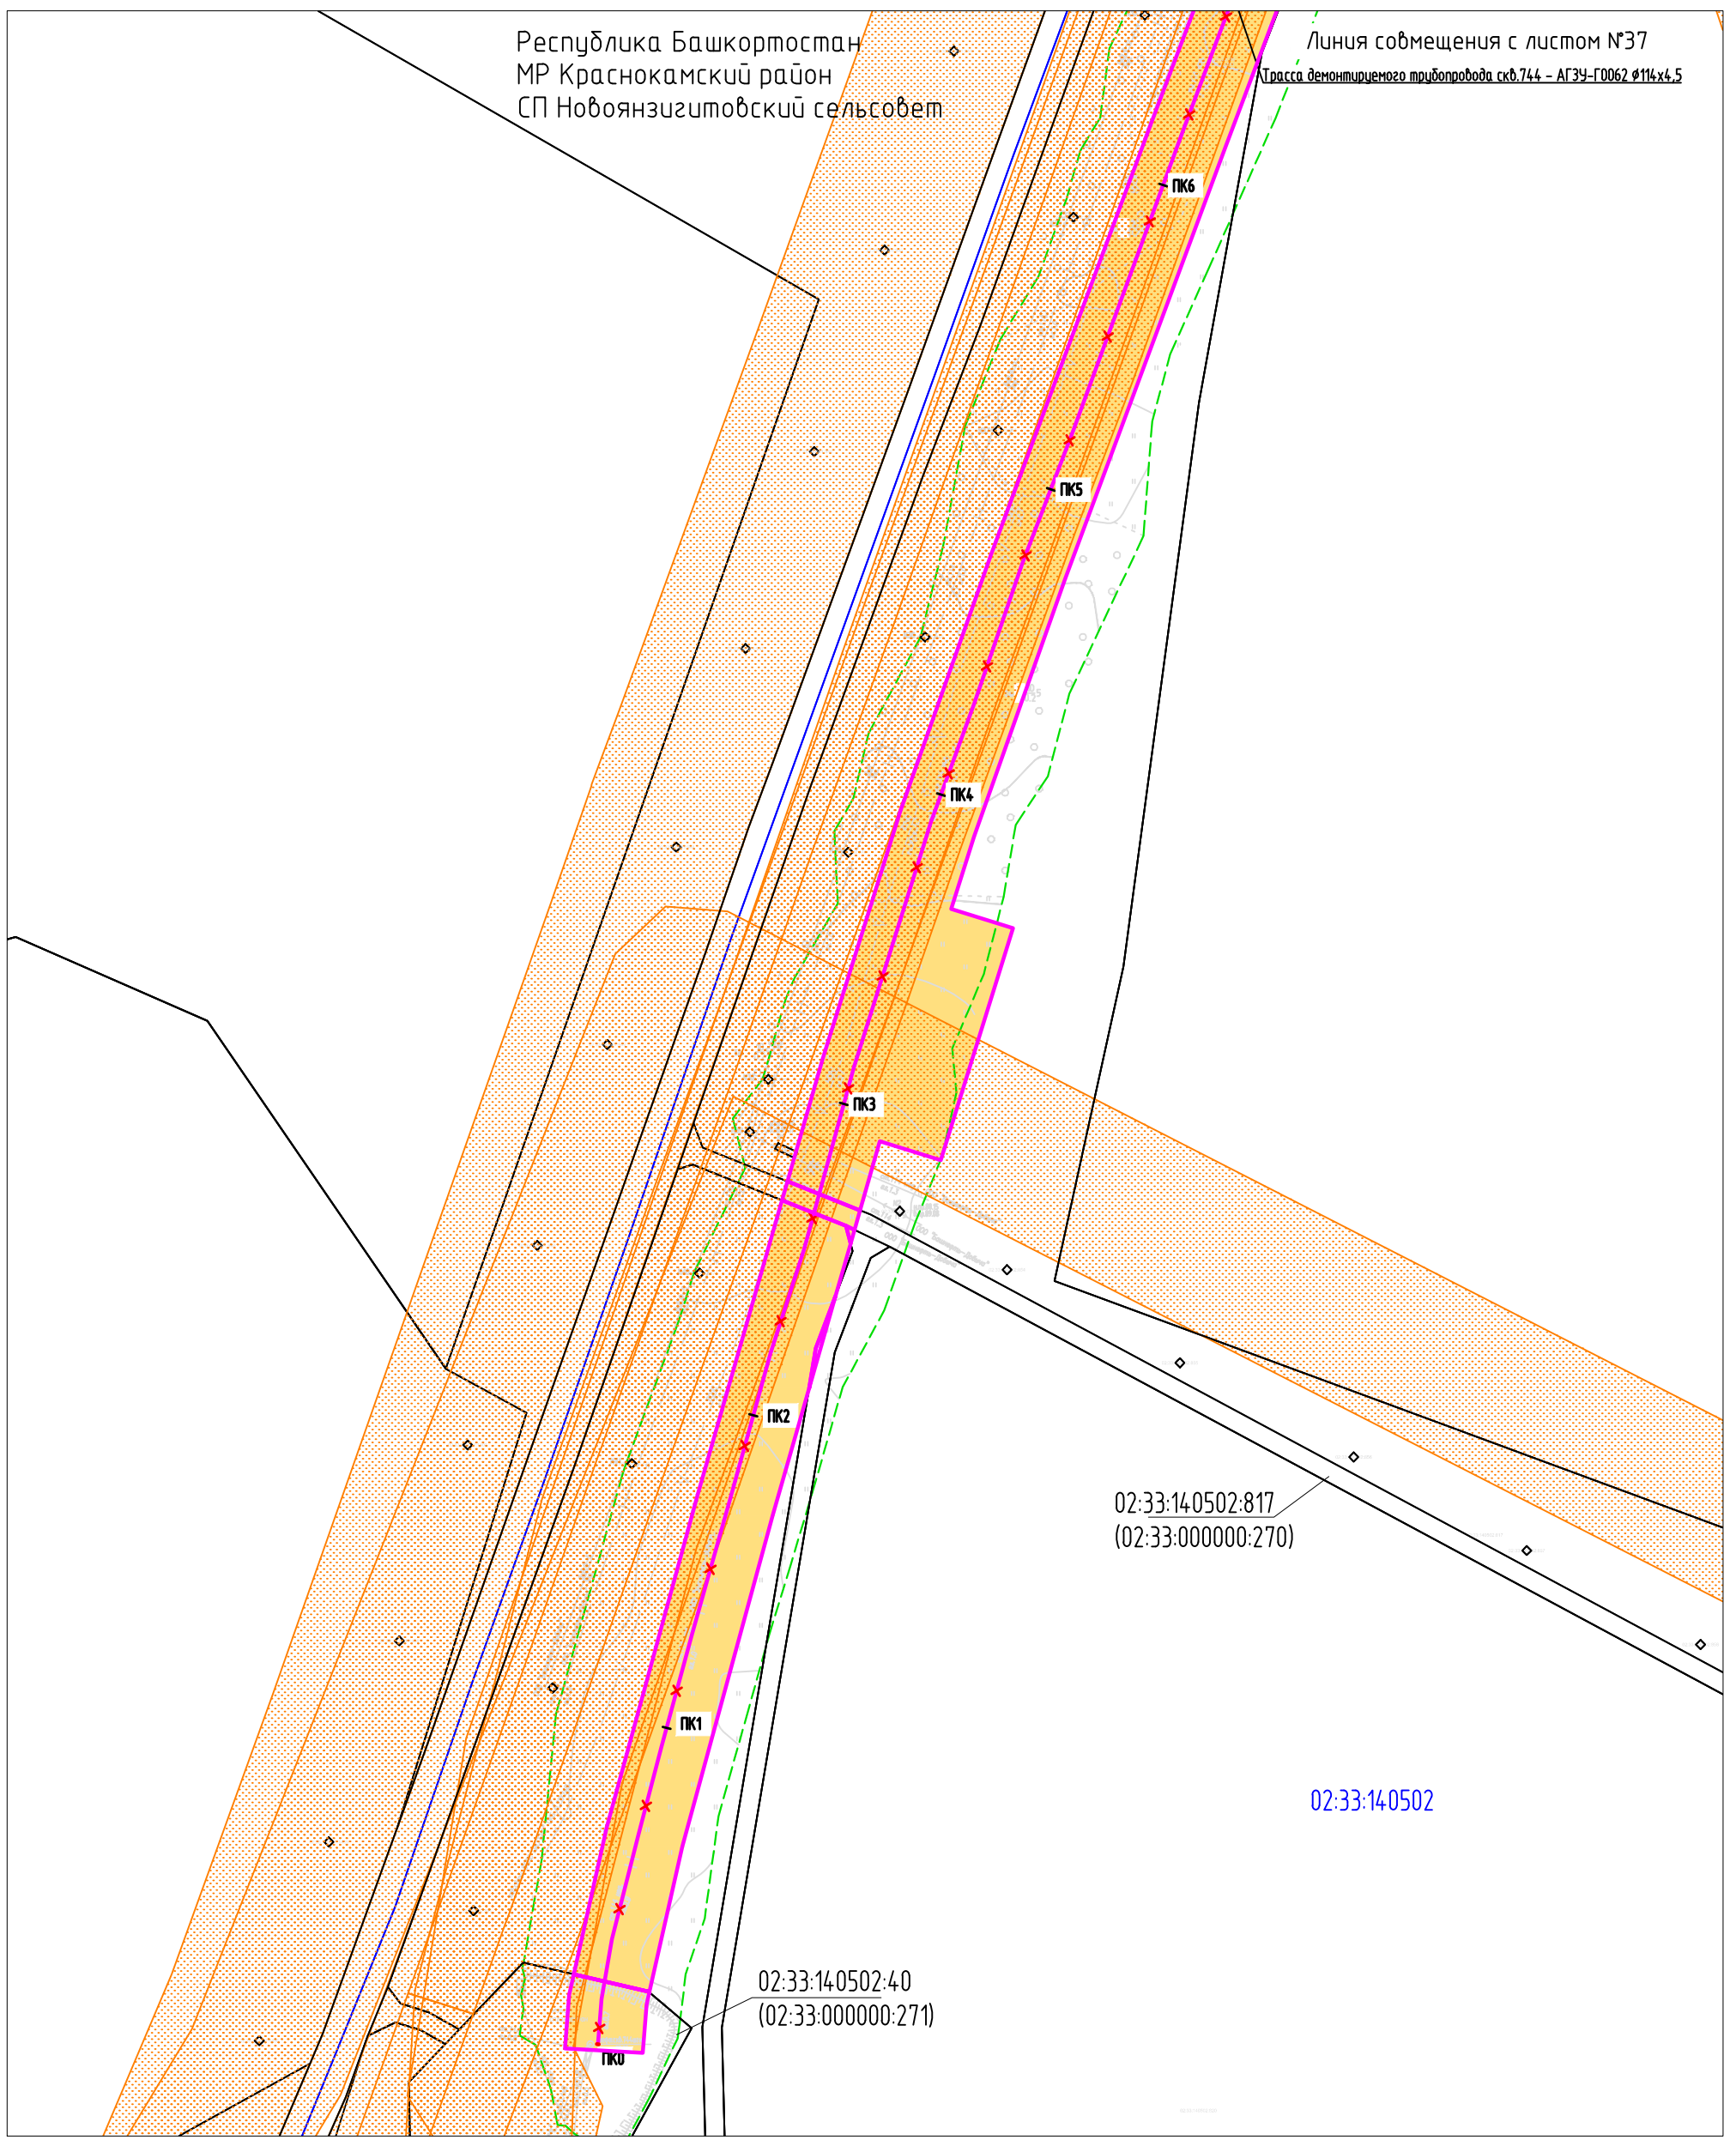 Республика Башкортостан
МР Краснокамский район
СП Новоянзигитовский сельсовет
Линия совмещения с листом №37
Трасса демонтируемого трубопровода скв.744 - АГЗУ-Г0062 Ø114х4,5
ПК6
ПК5
ПК4
ПК3
ПК2
02:33:140502:817
(02:33:000000:270)
ПК1
02:33:140502
02:33:140502:40
(02:33:000000:271)
ПК0